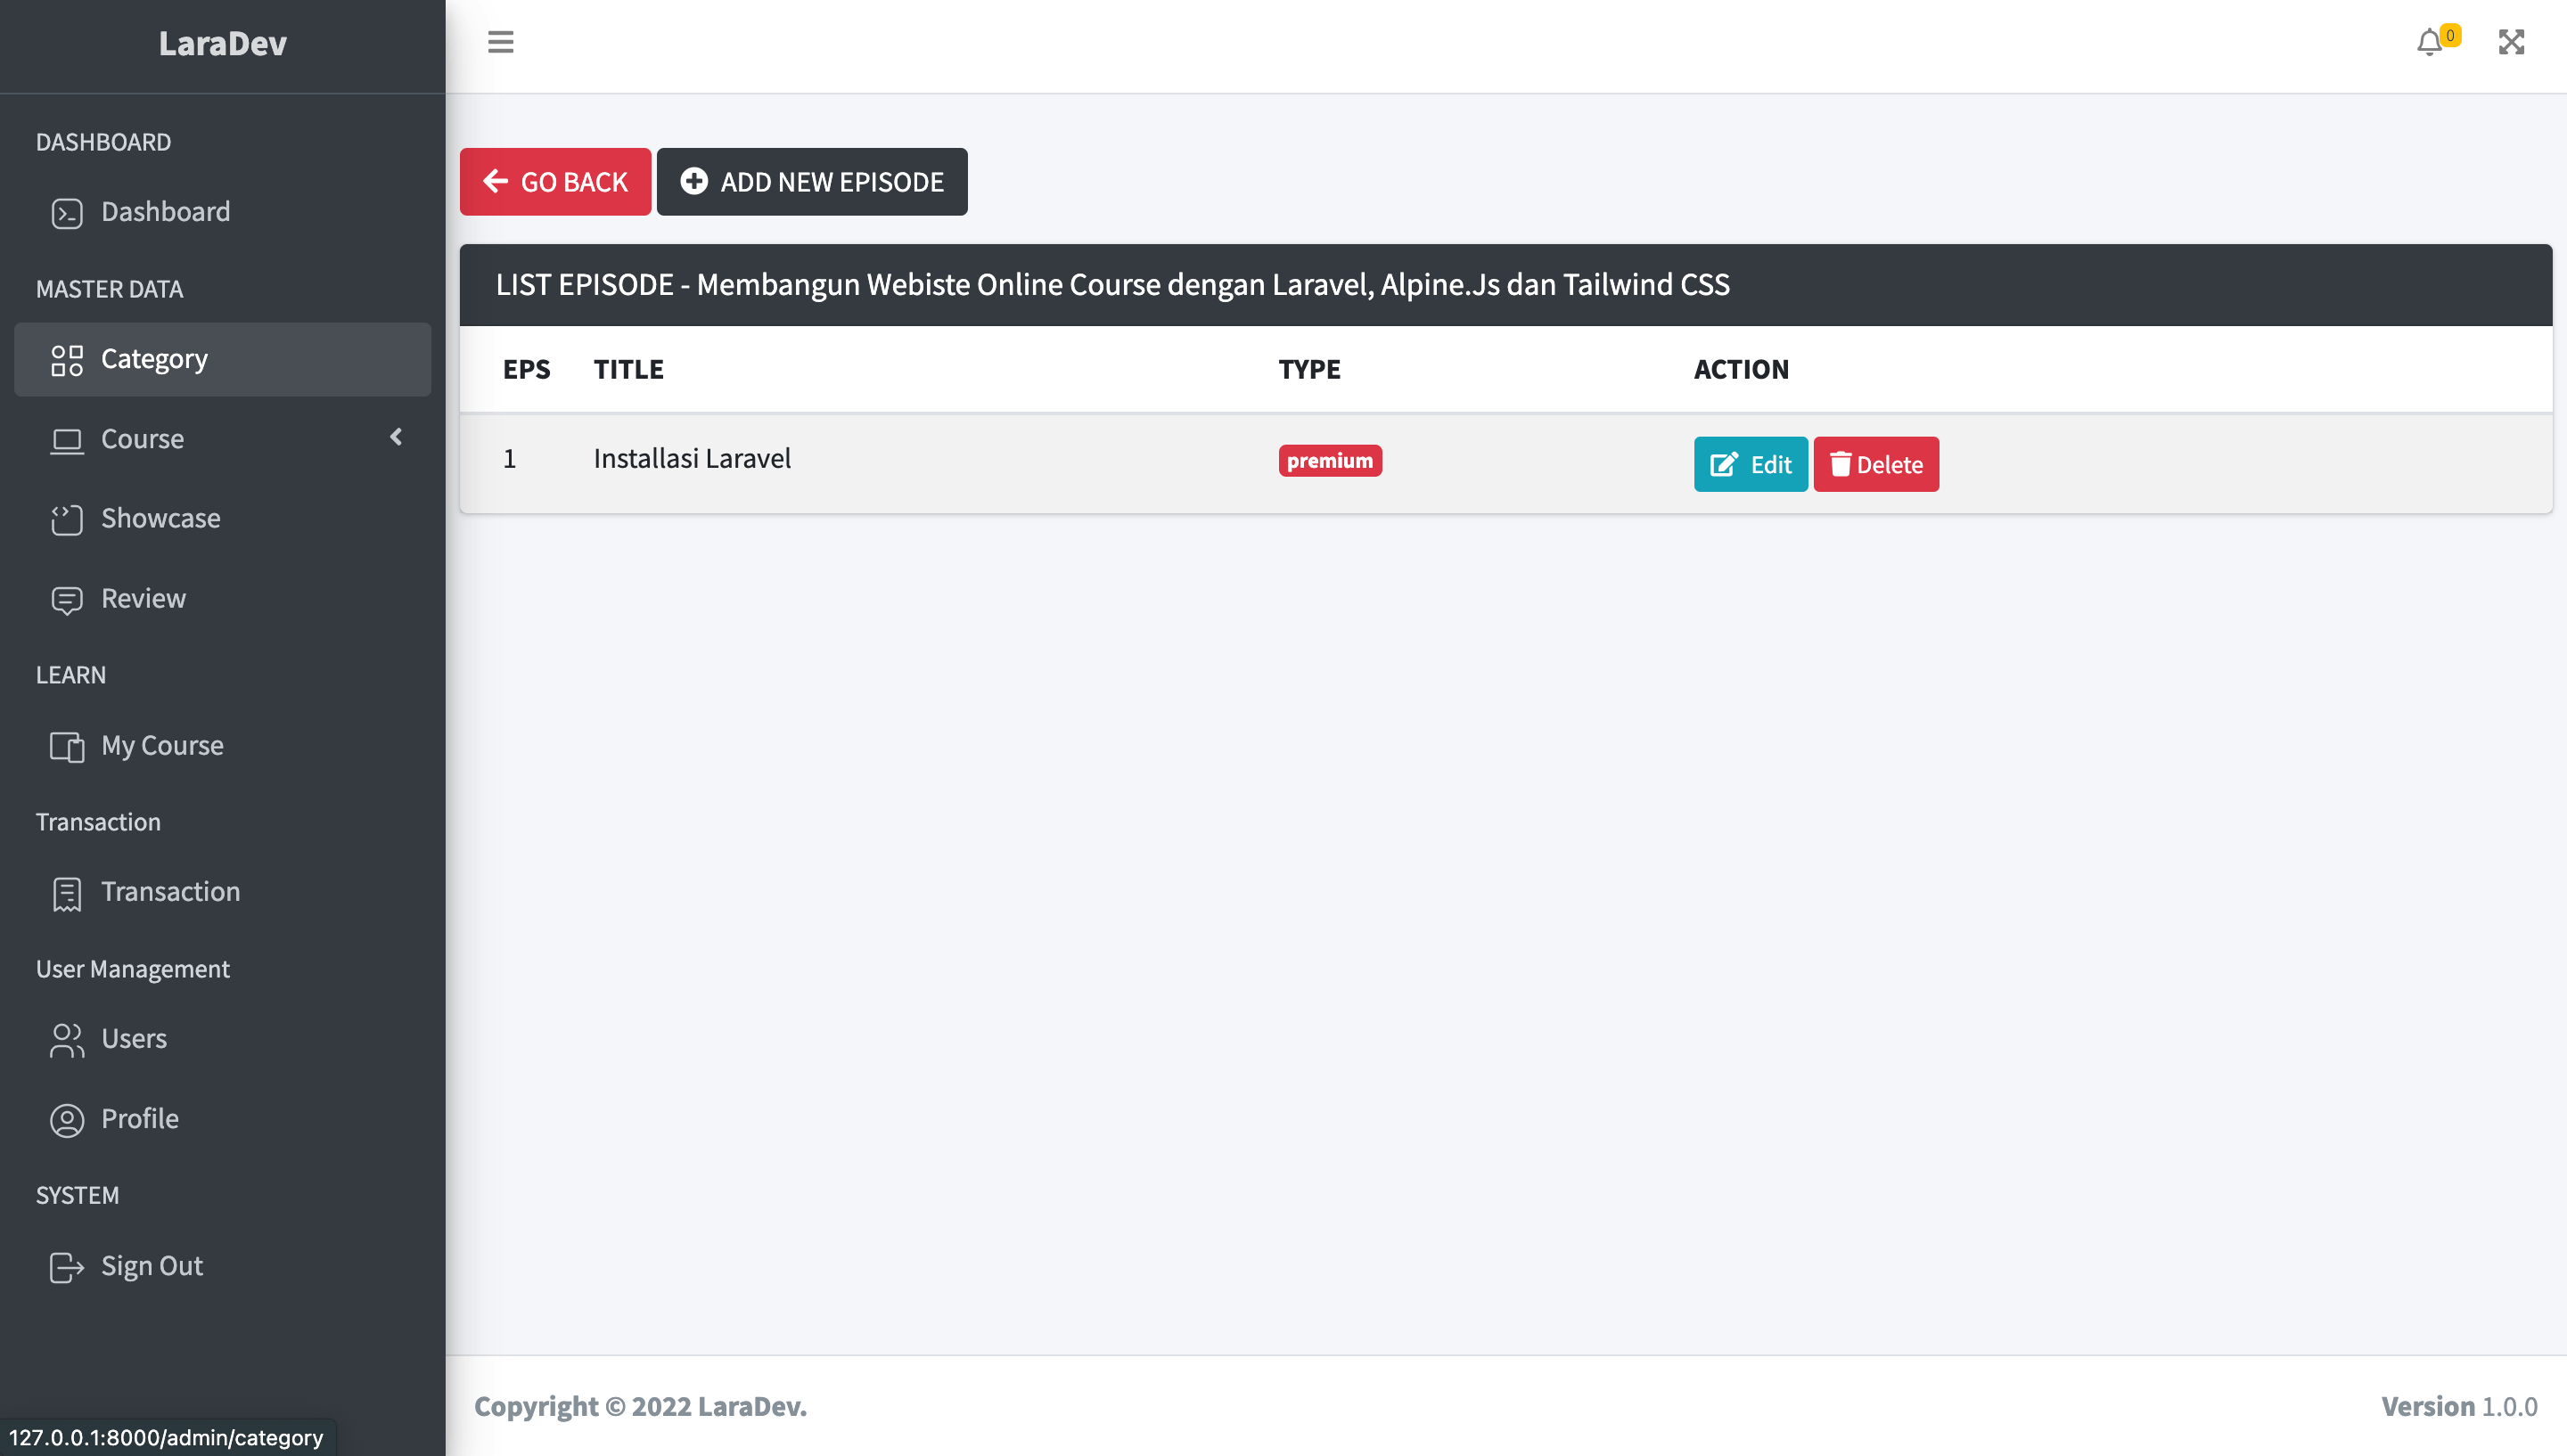 LaraDev
0
DASHBOARD
Dashboard
MASTER DATA
Category
Course
Showcase
Review
LEARN
My Course
Transaction
Transaction
User Management
Users
Profile
SYSTEM
Sign Out
127.0.0.1:8000/admin/category
GO BACK ADD NEW EPISODE
LIST EPISODE - Membangun Webiste Online Course dengan Laravel, Alpine.Js dan Tailwind CSS
EPS TITLE TYPE ACTION
1 Installasi Laravel premium Edit Delete
Copyright © 2022 LaraDev. Version 1.0.0